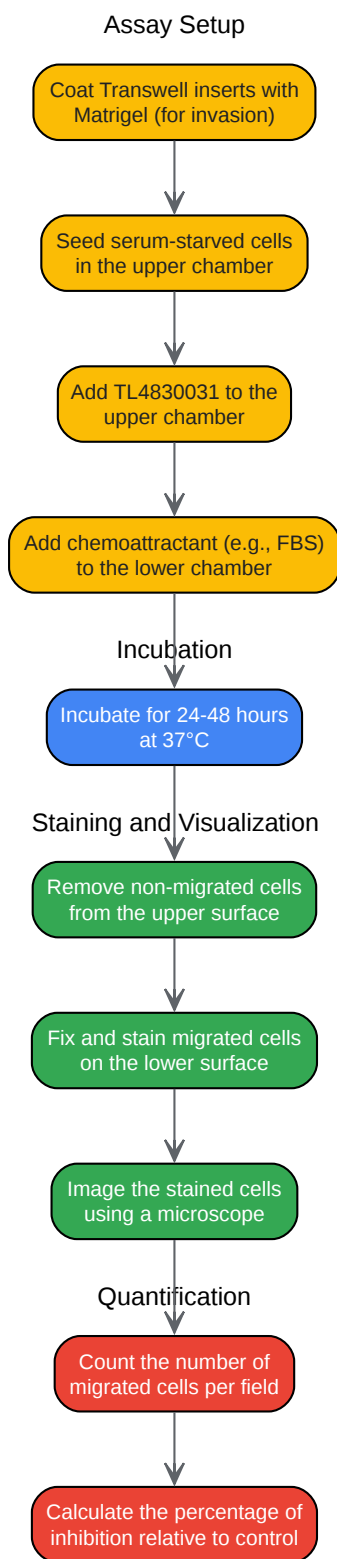 Assay Setup
Coat Transwell inserts with
Matrigel (for invasion)
Seed serum-starved cells
in the upper chamber
Add TL4830031 to the
upper chamber
Add chemoattractant (e.g., FBS)
to the lower chamber
Incubation
Incubate for 24-48 hours
at 37°C
Staining and Visualization
Remove non-migrated cells
from the upper surface
Fix and stain migrated cells
on the lower surface
Image the stained cells
using a microscope
Quantification
Count the number of
migrated cells per field
Calculate the percentage of
inhibition relative to control